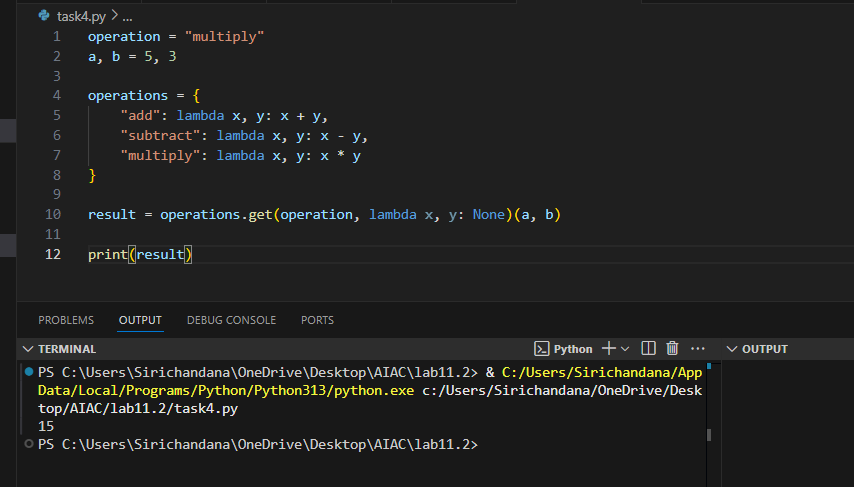 task4.py > ...
1 operation = "multiply"
2 a, b = 5, 3
3
4 operations = {
5     "add": lambda x, y: x + y,
6     "subtract": lambda x, y: x - y,
7     "multiply": lambda x, y: x * y
8 }
9
10 result = operations.get(operation, lambda x, y: None)(a, b)
11
12 print(result)
PROBLEMS OUTPUT DEBUG CONSOLE PORTS
TERMINAL Python ... OUTPUT
PS C:\Users\Sirichandana\OneDrive\Desktop\AIAC\lab11.2> & C:/Users/Sirichandana/App
Data/Local/Programs/Python/Python313/python.exe c:/Users/Sirichandana/OneDrive/Desk
top/AIAC/lab11.2/task4.py
15
PS C:\Users\Sirichandana\OneDrive\Desktop\AIAC\lab11.2>